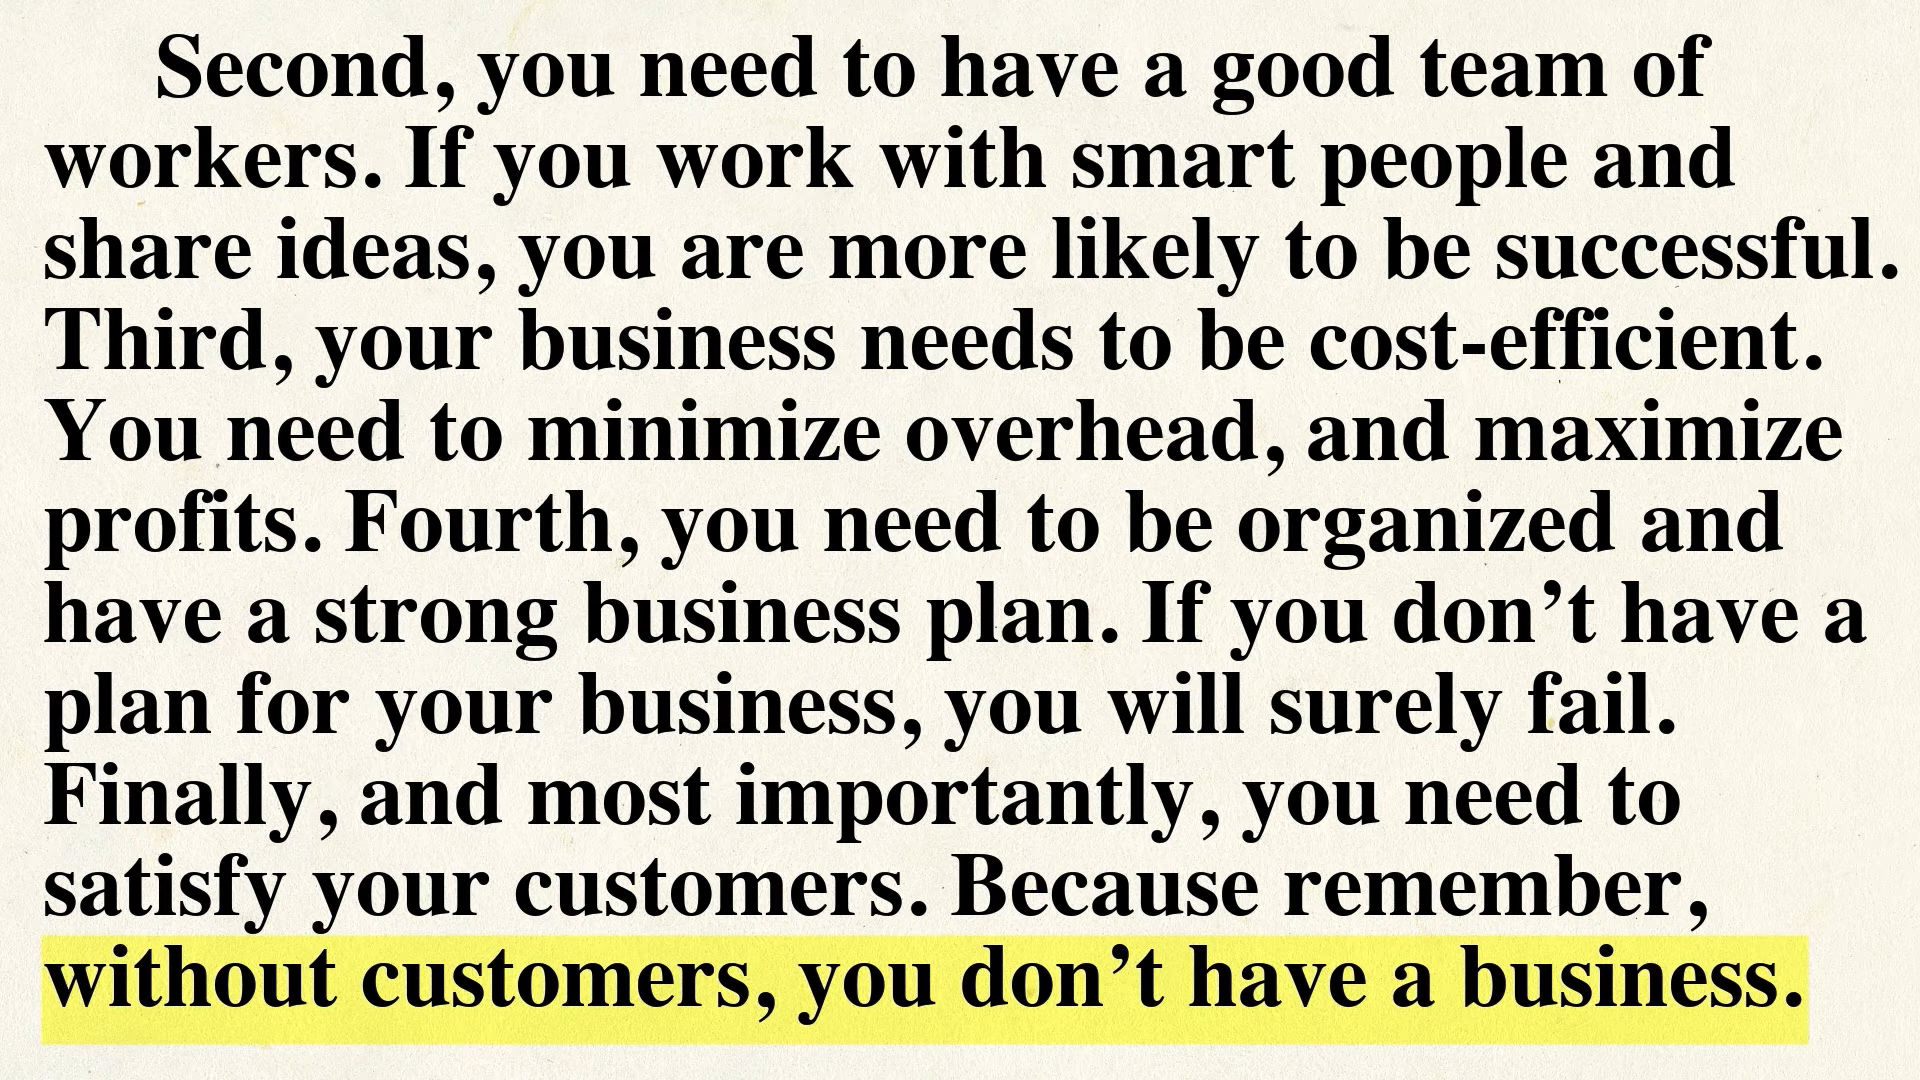 Second, you need to have a good team of
workers. If you work with smart people and
share ideas, you are more likely to be successful.
Third, your business needs to be cost-efficient.
You need to minimize overhead, and maximize
profits. Fourth, you need to be organized and
have a strong business plan. If you don’t have a
plan for your business, you will surely fail.
Finally, and most importantly, you need to
satisfy your customers. Because remember,
without customers, you don’t have a business.